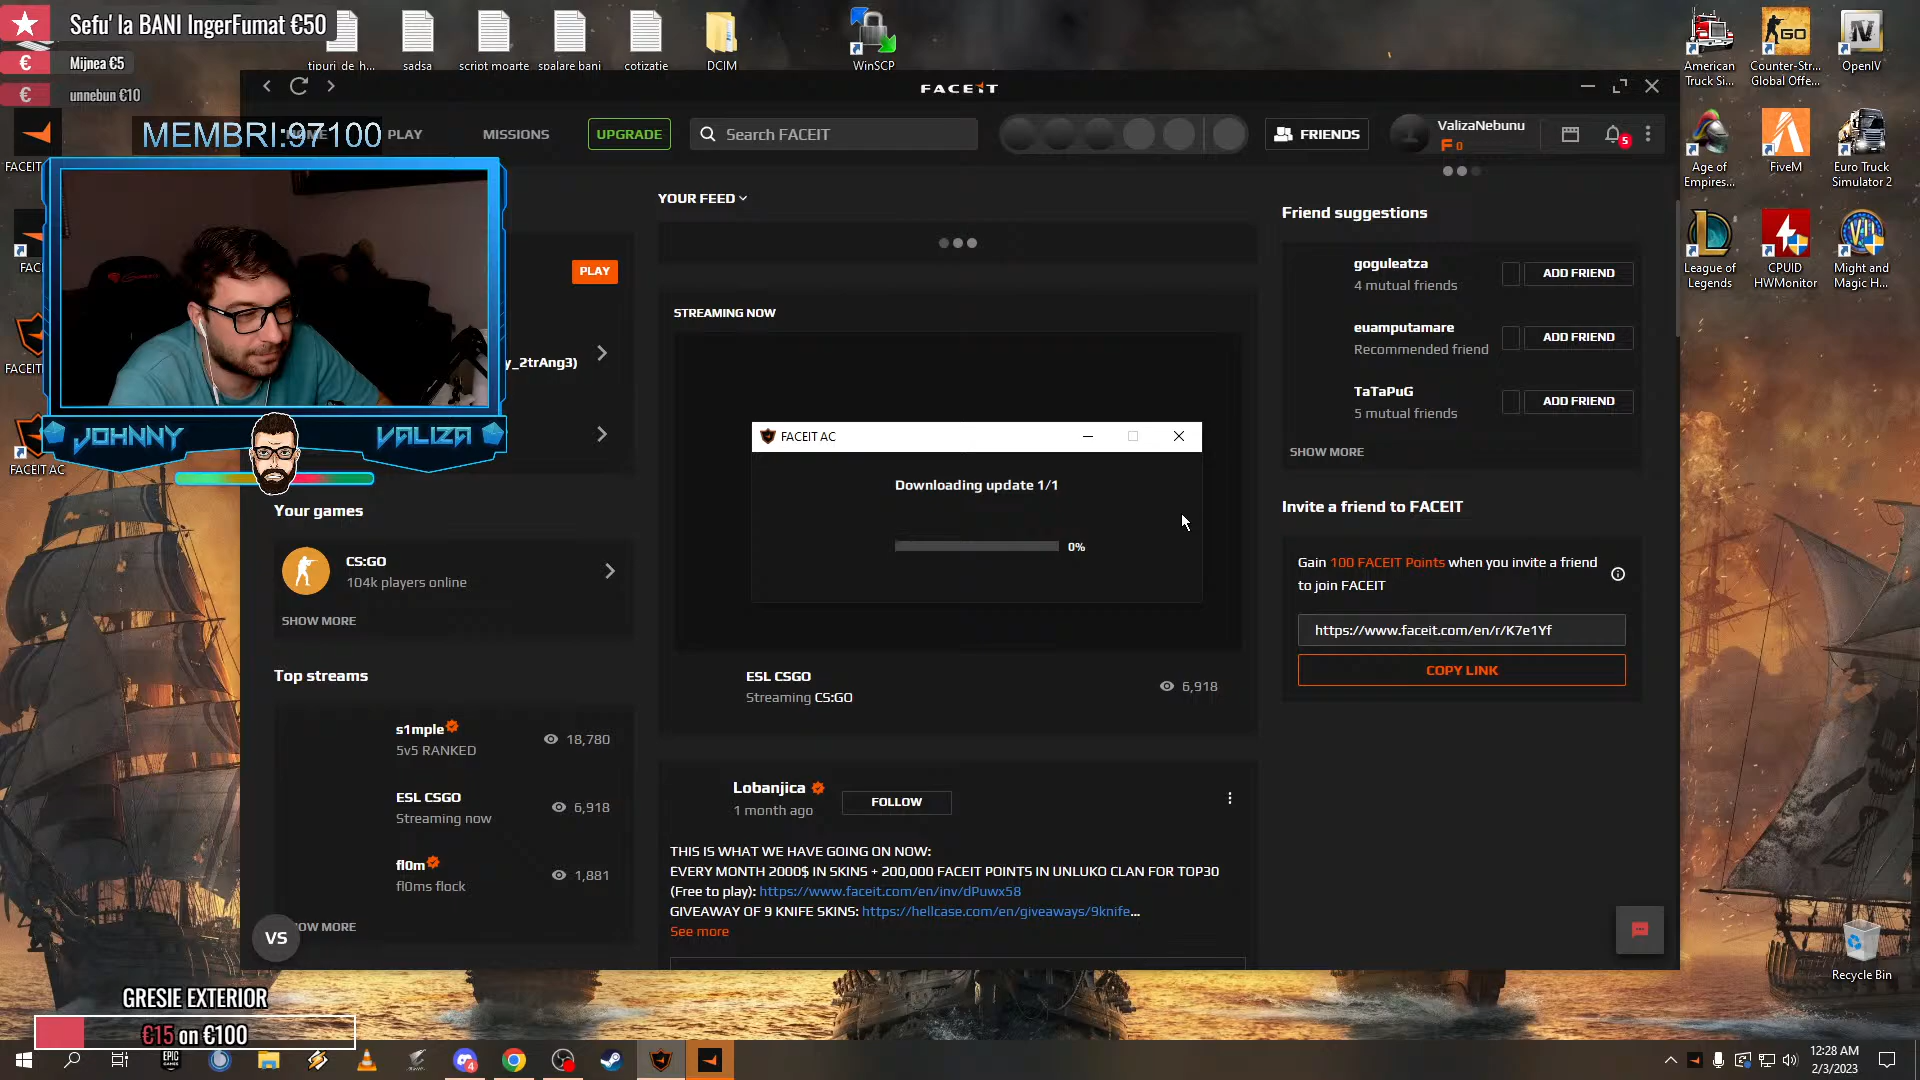 Sefu' la BANI IngerFumat €50
€ Mijnea €5
€ unnebun €10
MEMBRI:97100
sadsa
script moarte
spalare bani
cotizatie
DCIM
WinSCP
American Truck Si...
Counter-Str... Global Offe...
OpenIV
FACEIT
PLAY
MISSIONS
UPGRADE
Search FACEIT
FRIENDS
ValizaNebunu
F 0
5
Age of Empires...
FiveM
Euro Truck Simulator 2
League of Legends
CPUID HWMonitor
Might and Magic H...
FACEIT AC
JOHNNY
VALIZA
PLAY
y_2trAng3)
Your games
CS:GO
104k players online
SHOW MORE
Top streams
s1mple
5v5 RANKED
18,780
ESL CSGO
Streaming now
6,918
fl0m
fl0ms flock
1,881
VS
OW MORE
YOUR FEED
STREAMING NOW
FACEIT AC
Downloading update 1/1
0%
ESL CSGO
Streaming CS:GO
6,918
Lobanjica
1 month ago
FOLLOW
THIS IS WHAT WE HAVE GOING ON NOW:
EVERY MONTH 2000$ IN SKINS + 200,000 FACEIT POINTS IN UNLUKO CLAN FOR TOP30
(Free to play): https://www.faceit.com/en/inv/dPuwx58
GIVEAWAY OF 9 KNIFE SKINS: https://hellcase.com/en/giveaways/9knife...
See more
Friend suggestions
goguleatza
4 mutual friends
ADD FRIEND
euamputamare
Recommended friend
ADD FRIEND
TaTaPuG
5 mutual friends
ADD FRIEND
SHOW MORE
Invite a friend to FACEIT
Gain 100 FACEIT Points when you invite a friend
to join FACEIT
https://www.faceit.com/en/r/K7e1Yf
COPY LINK
Recycle Bin
GRESIE EXTERIOR
€15 on €100
EPIC GAMES
4
12:28 AM
2/3/2023